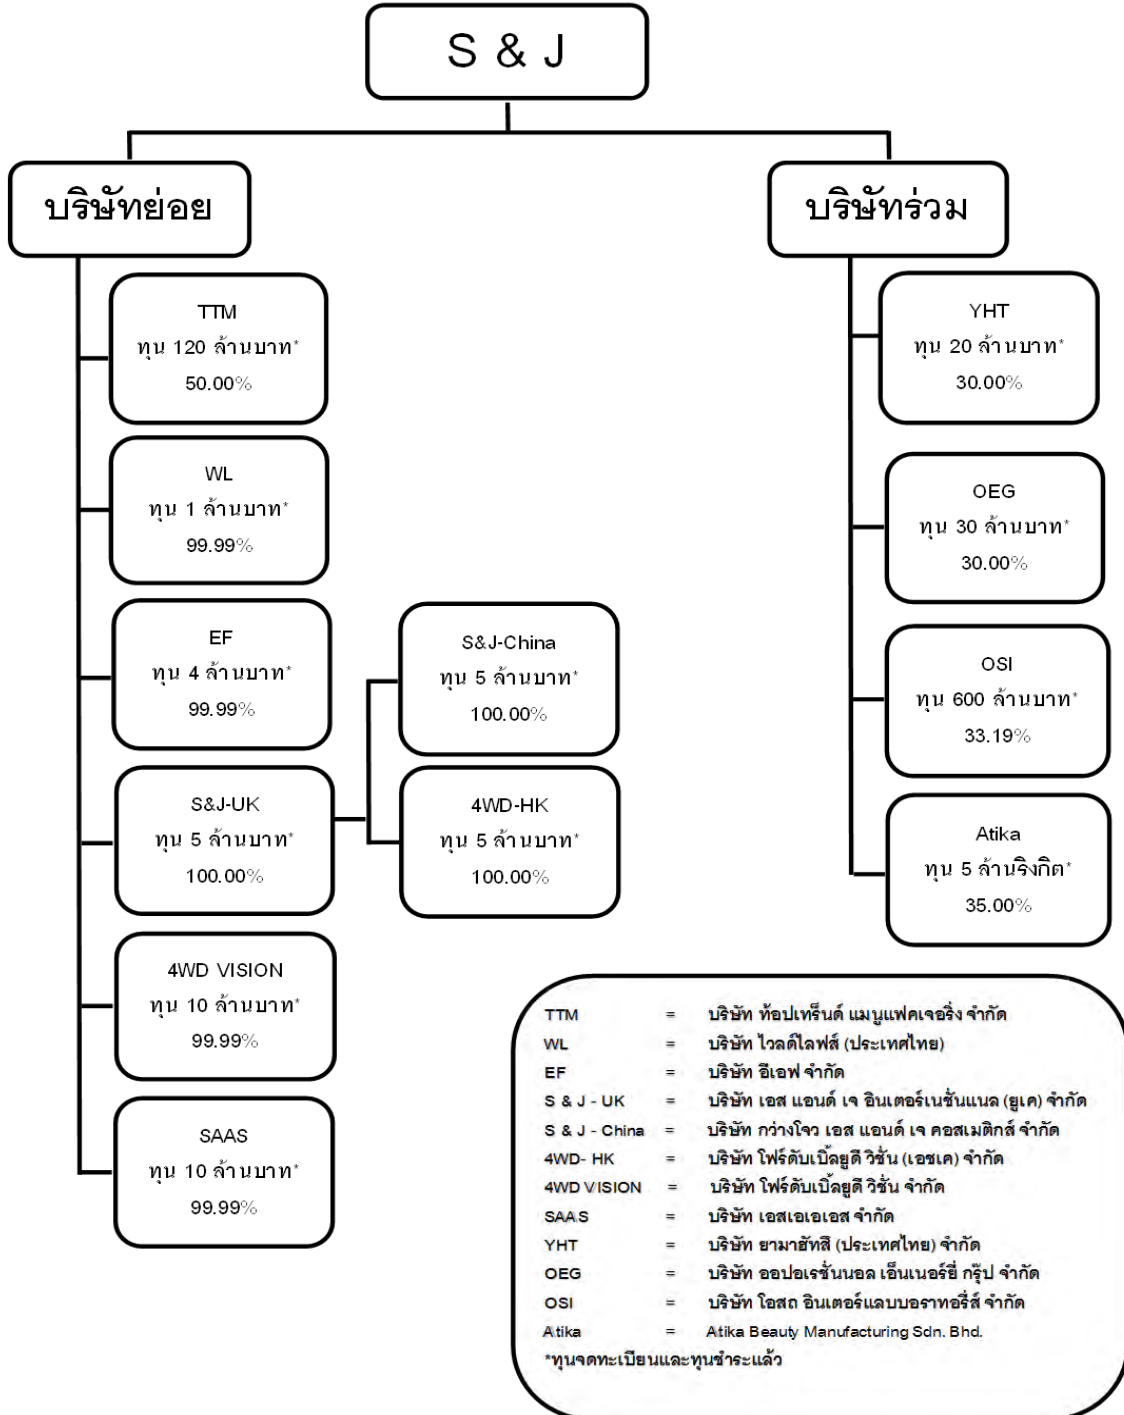 S & J
บริษัทย่อย
บริษัทร่วม
TTM
ทุน 120 ล้านบาท*
50.00%
WL
ทุน 1 ล้านบาท*
99.99%
EF
ทุน 4 ล้านบาท*
99.99%
S&J-UK
ทุน 5 ล้านบาท*
100.00%
4WD VISION
ทุน 10 ล้านบาท*
99.99%
SAAS
ทุน 10 ล้านบาท*
99.99%
S&J-China
ทุน 5 ล้านบาท*
100.00%
4WD-HK
ทุน 5 ล้านบาท*
100.00%
YHT
ทุน 20 ล้านบาท*
30.00%
OEG
ทุน 30 ล้านบาท*
30.00%
OSI
ทุน 600 ล้านบาท*
33.19%
Atika
ทุน 5 ล้านริงกิต*
35.00%
TTM = บริษัท ท้อปเทร็นด์ แมนูแฟคเจอริ่ง จำกัด
WL = บริษัท ไวลด์ไลฟส์ (ประเทศไทย)
EF = บริษัท อีเอฟ จำกัด
S & J - UK = บริษัท เอส แอนด์ เจ อินเตอร์เนชั่นแนล (ยูเค) จำกัด
S & J - China = บริษัท กว่างโจว เอส แอนด์ เจ คอสเมติกส์ จำกัด
4WD- HK = บริษัท โฟร์ดับเบิ้ลยูดี วิชั่น (เอชเค) จำกัด
4WD VISION = บริษัท โฟร์ดับเบิ้ลยูดี วิชั่น จำกัด
SAAS = บริษัท เอสเอเอเอส จำกัด
YHT = บริษัท ยามาฮัทสึ (ประเทศไทย) จำกัด
OEG = บริษัท ออปอเรชั่นนอล เอ็นเนอร์ยี่ กรุ๊ป จำกัด
OSI = บริษัท โอสถ อินเตอร์แลบบอราทอรี่ส์ จำกัด
Atika = Atika Beauty Manufacturing Sdn. Bhd.
*ทุนจดทะเบียนและทุนชำระแล้ว